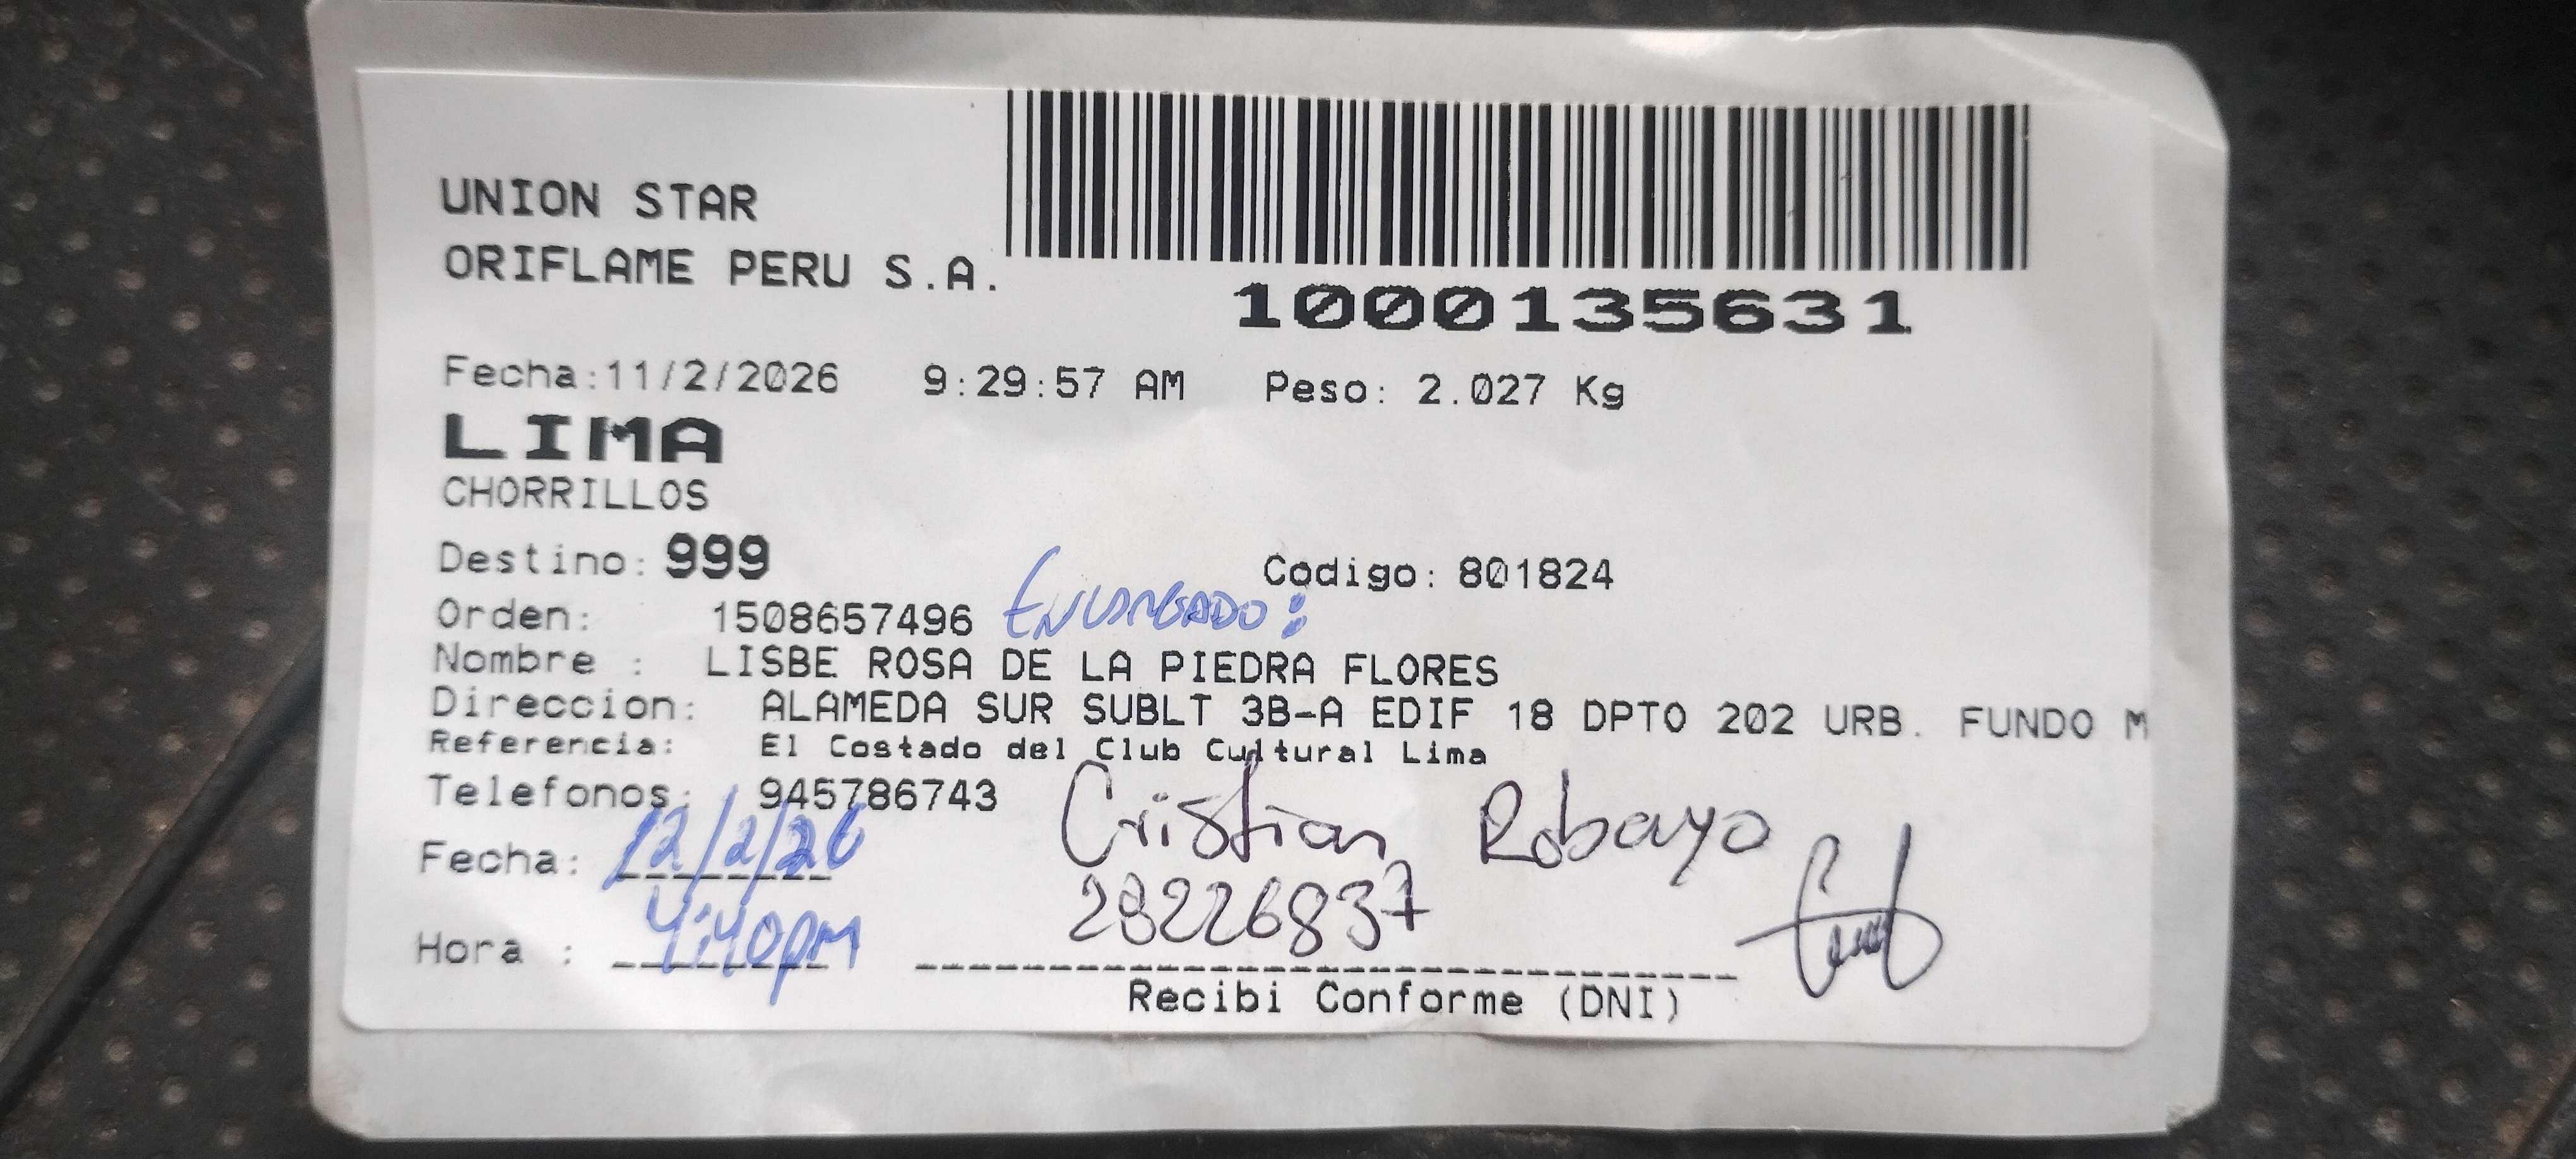 UNION STAR
ORIFLAME PERU S.A.
1000135631
Fecha:11/2/2026 9:29:57 AM Peso: 2.027 Kg
LIMA
CHORRILLOS
Destino: 999 Codigo: 801824
Orden: 1508657496 ENCARGADO:
Nombre : LISBE ROSA DE LA PIEDRA FLORES
Direccion: ALAMEDA SUR SUBLT 3B-A EDIF 18 DPTO 202 URB. FUNDO M
Referencia: El Costado del Club Cultural Lima
Telefonos: 945786743
Cristian Robayo
Fecha: 12/2/26
28226837
Hora : 4:40pm
Recibi Conforme (DNI)